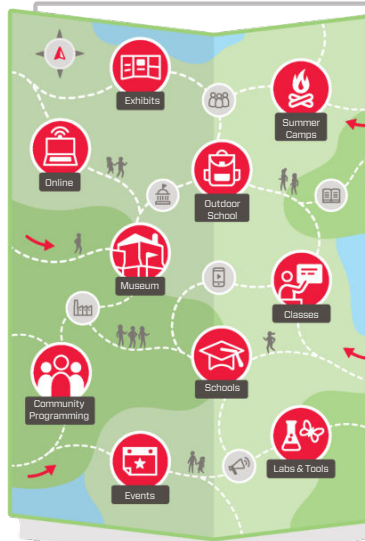 Exhibits
Summer
Camps
Online
Outdoor
School
Museum
Classes
Schools
Community
Programming
Labs & Tools
Events